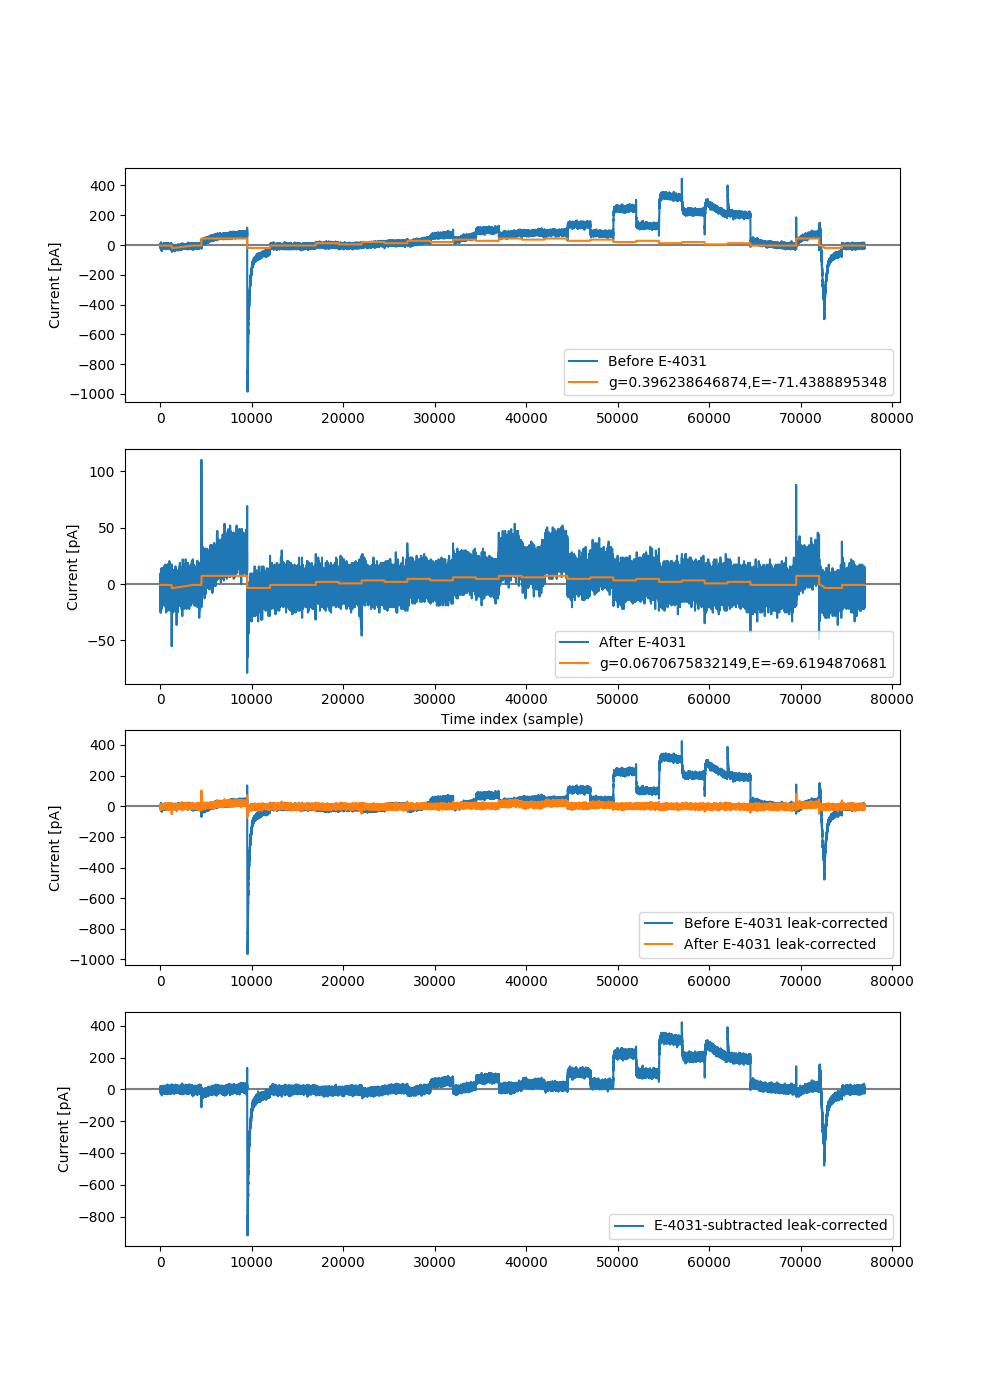 400
200
0
−200
−400
−600
−800
−1000
Current [pA]
Before E-4031
g=0.396238646874,E=-71.4388895348
0 10000 20000 30000 40000 50000 60000 70000 80000
100
50
0
−50
Current [pA]
After E-4031
g=0.0670675832149,E=-69.6194870681
0 10000 20000 30000 40000 50000 60000 70000 80000
Time index (sample)
400
200
0
−200
−400
−600
−800
−1000
Current [pA]
Before E-4031 leak-corrected
After E-4031 leak-corrected
0 10000 20000 30000 40000 50000 60000 70000 80000
400
200
0
−200
−400
−600
−800
Current [pA]
E-4031-subtracted leak-corrected
0 10000 20000 30000 40000 50000 60000 70000 80000